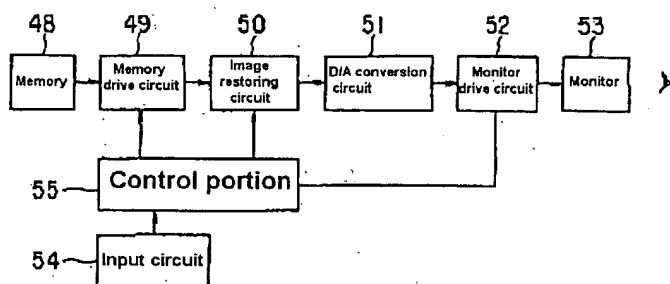 48
49
50
51
52
53
Memory
Memory
drive circuit
Image
restoring
circuit
D/A conversion
circuit
Monitor
drive circuit
Monitor
55
Control portion
54
Input circuit